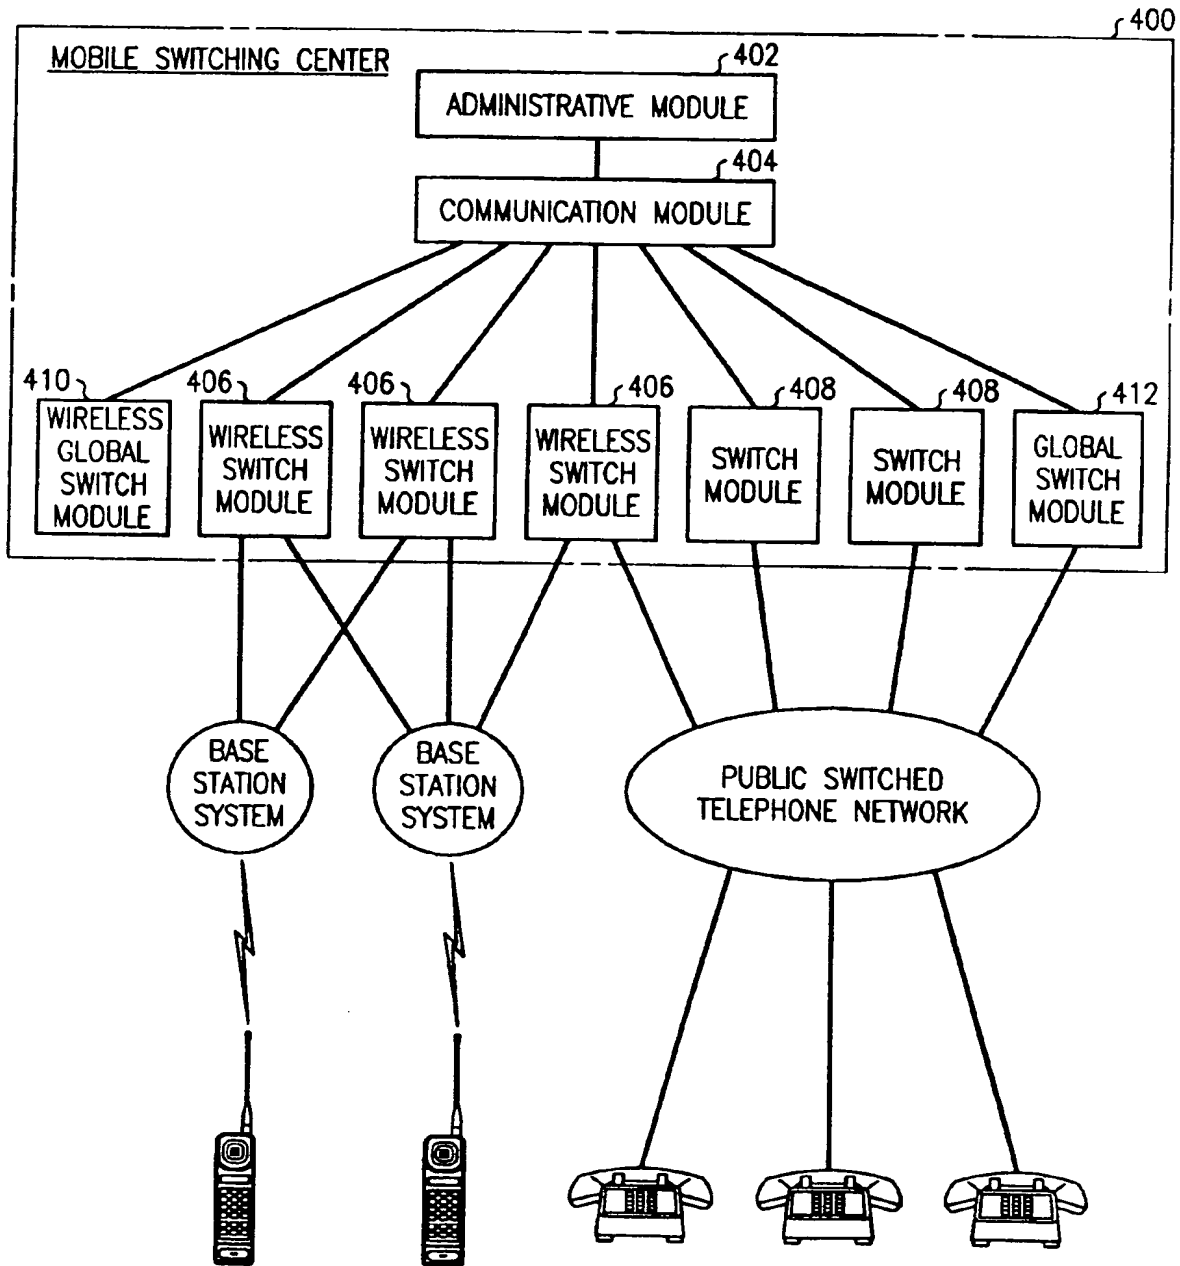 400
MOBILE SWITCHING CENTER
402
ADMINISTRATIVE MODULE
404
COMMUNICATION MODULE
410
WIRELESS
GLOBAL
SWITCH
MODULE
406
WIRELESS
SWITCH
MODULE
406
WIRELESS
SWITCH
MODULE
406
WIRELESS
SWITCH
MODULE
408
SWITCH
MODULE
408
SWITCH
MODULE
412
GLOBAL
SWITCH
MODULE
BASE
STATION
SYSTEM
BASE
STATION
SYSTEM
PUBLIC SWITCHED
TELEPHONE NETWORK